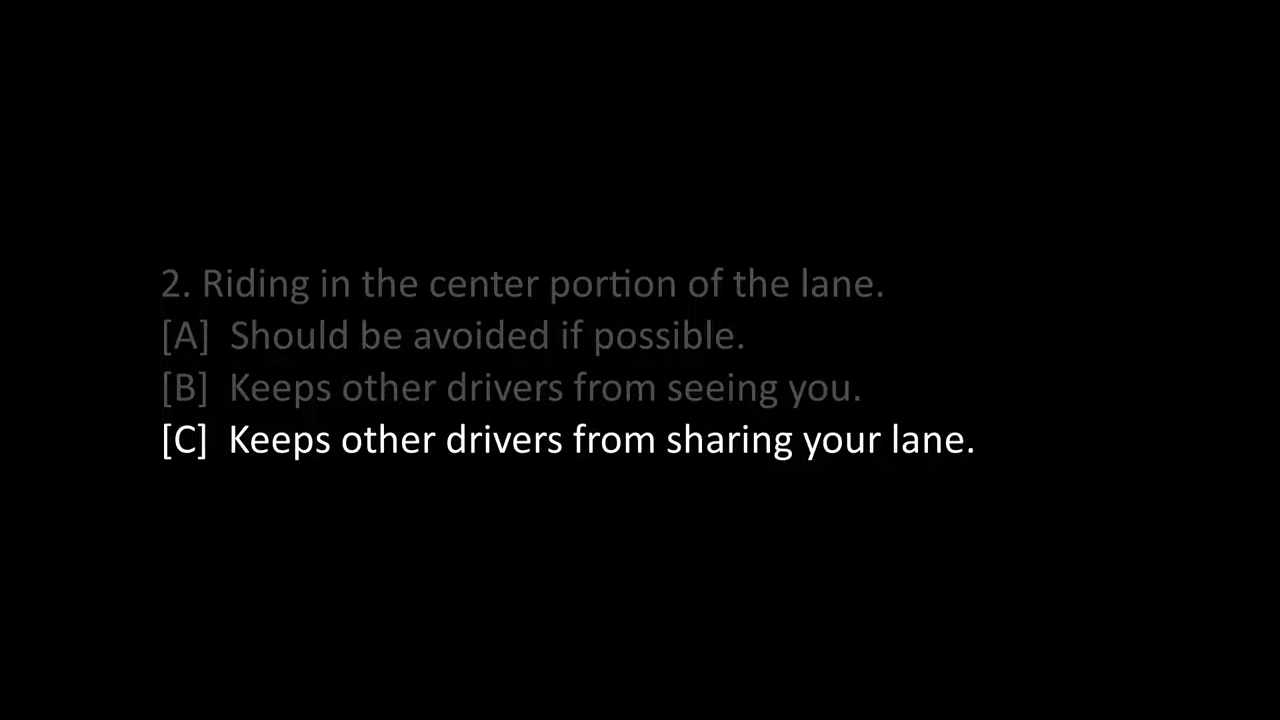 2. Riding in the center portion of the lane.
[A] Should be avoided if possible.
[B] Keeps other drivers from seeing you.
[C] Keeps other drivers from sharing your lane.